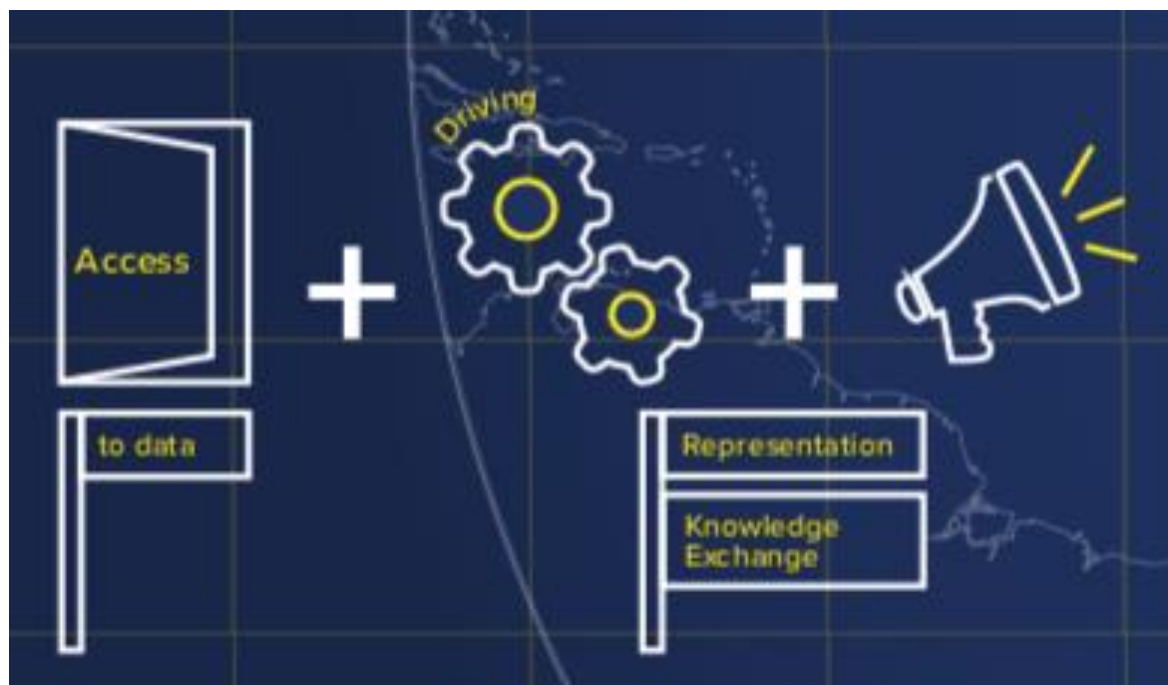 Driving
Access
to data
Representation
Knowledge
Exchange